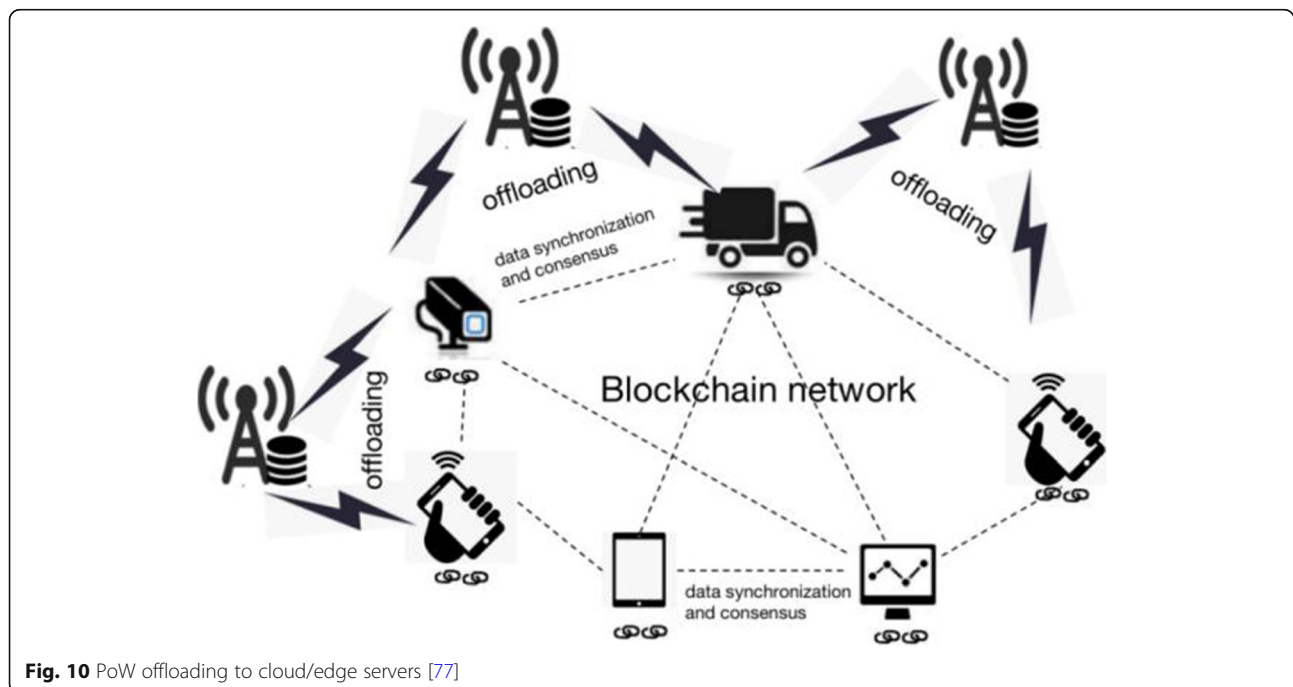 offloading
offloading
data synchronization
and consensus
offloading
Blockchain network
data synchronization
and consensus
Fig. 10 PoW offloading to cloud/edge servers [77]